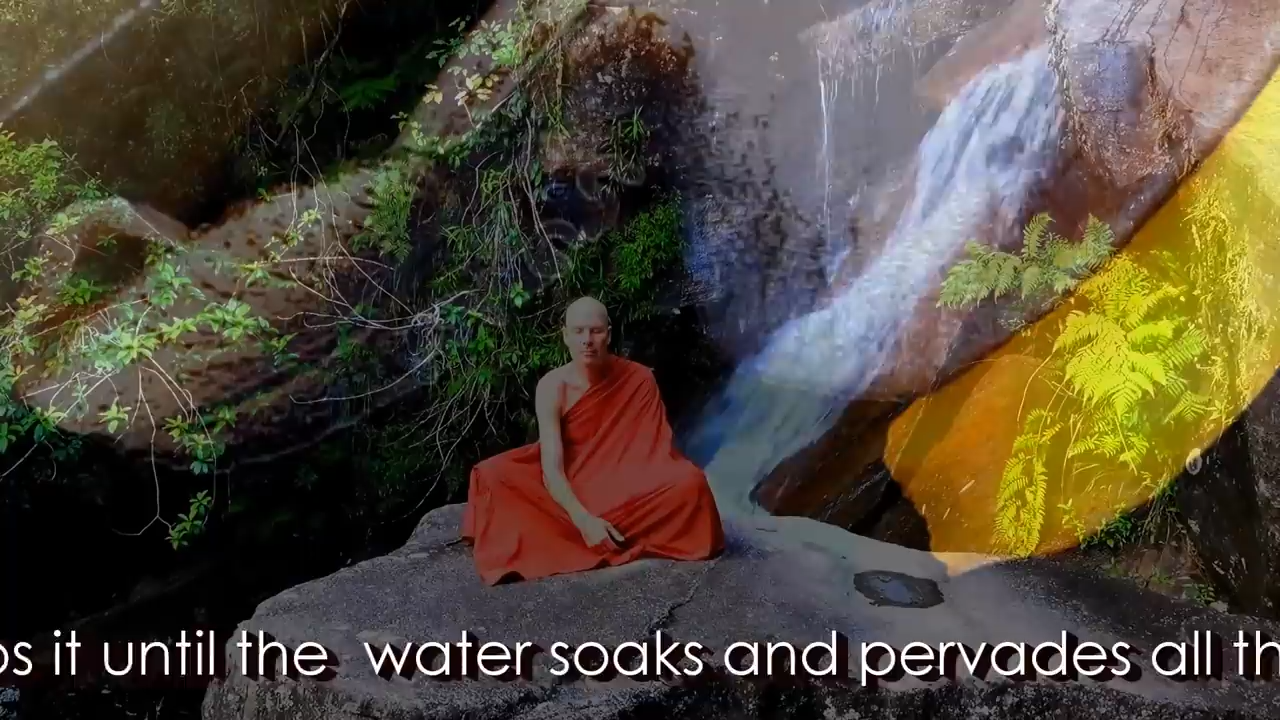 it until the water soaks and pervades all